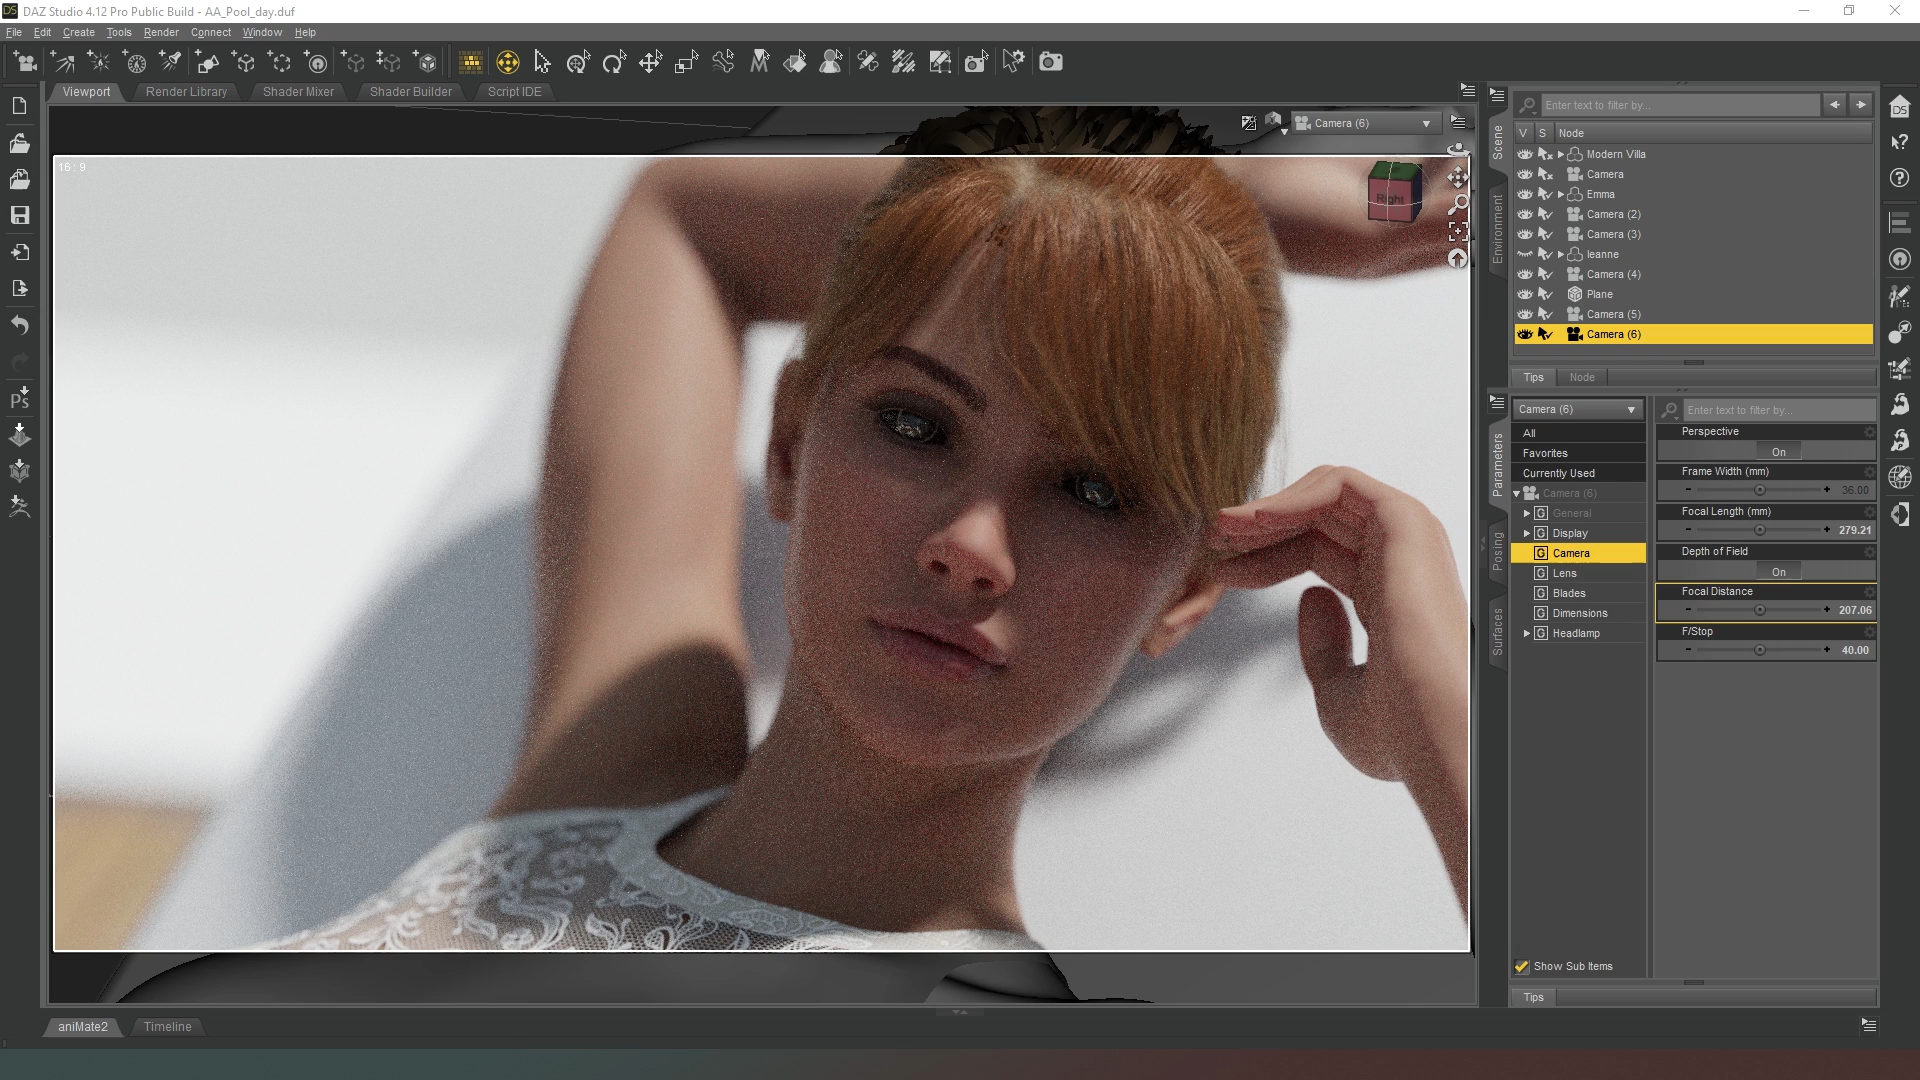 DS DAZ Studio 4.12 Pro Public Build - AA_Pool_day.duf
File Edit Create Tools Render Connect Window Help
Viewport Render Library Shader Mixer Shader Builder Script IDE
16 : 9
Camera (6)
Right
Ps
Scene
Environment
Enter text to filter by...
V S Node
Modern Villa
Camera
Emma
Camera (2)
Camera (3)
leanne
Camera (4)
Plane
Camera (5)
Camera (6)
Tips Node
Parameters
Posing
Surfaces
Camera (6)
All
Favorites
Currently Used
Camera (6)
G General
G Display
G Camera
G Lens
G Blades
G Dimensions
G Headlamp
Show Sub Items
Enter text to filter by...
Perspective
On
Frame Width (mm)
- + 36.00
Focal Length (mm)
- + 279.21
Depth of Field
On
Focal Distance
- + 207.06
F/Stop
- + 40.00
Tips
DS
?
?
aniMate2 Timeline